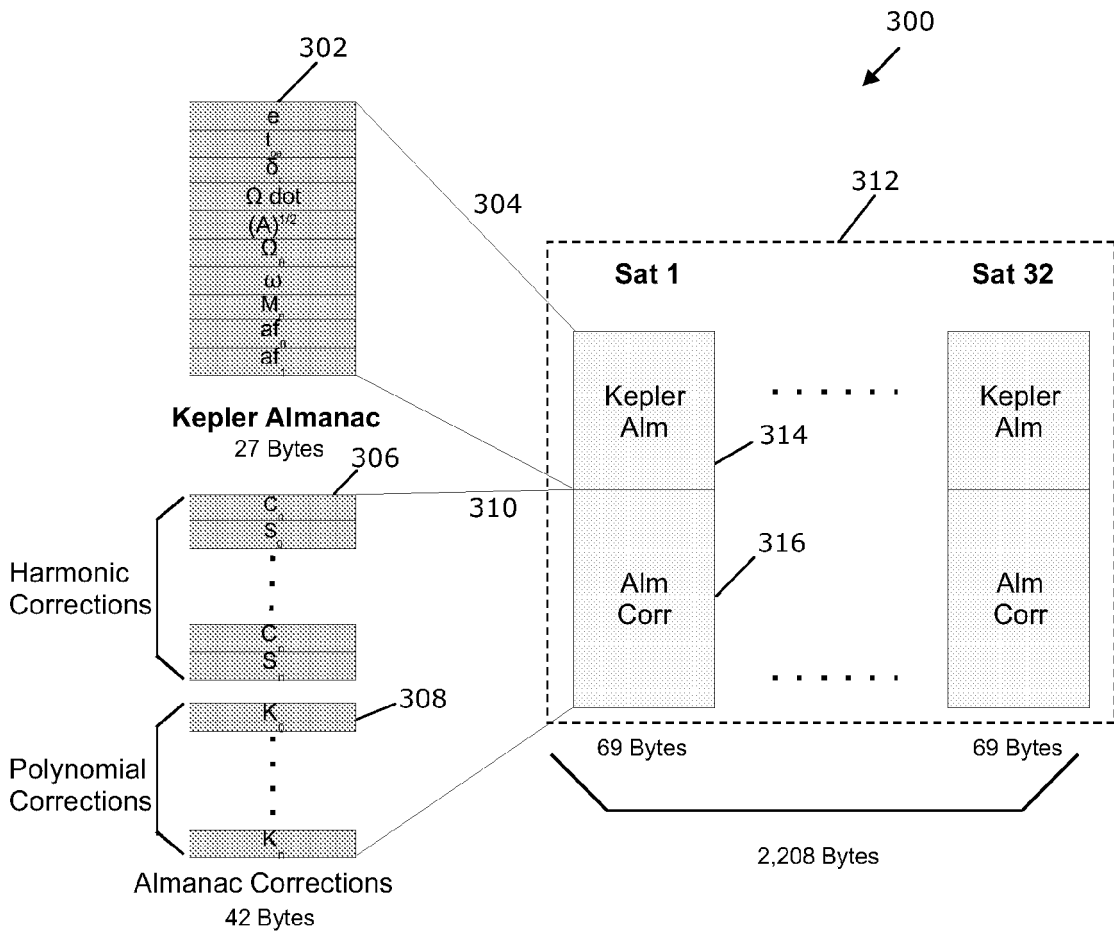 300
302
e
t
δ
Ω dot
(A)1/2
Ω
ω
M
af
af
Kepler Almanac
27 Bytes
304
312
Sat 1
Sat 32
Kepler
Alm
. . . . . .
Kepler
Alm
314
306
310
C
S
C
S
Harmonic
Corrections
316
Alm
Corr
. . . . . .
Alm
Corr
308
K
K
Polynomial
Corrections
Almanac Corrections
42 Bytes
69 Bytes
69 Bytes
2,208 Bytes